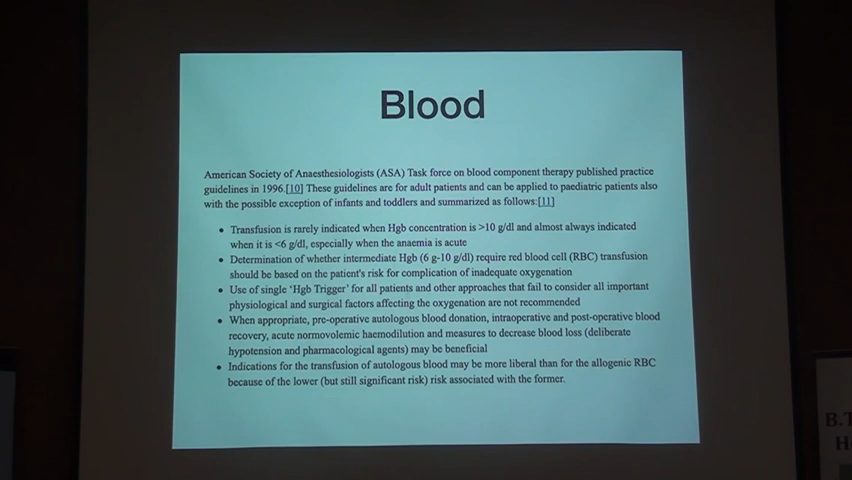 Blood
American Society of Anaesthesiologists (ASA) Task force on blood component therapy published practice
guidelines in 1996.[10] These guidelines are for adult patients and can be applied to paediatric patients also
with the possible exception of infants and toddlers and summarized as follows:[11]
• Transfusion is rarely indicated when Hgb concentration is >10 g/dl and almost always indicated
when it is <6 g/dl, especially when the anaemia is acute
• Determination of whether intermediate Hgb (6 g-10 g/dl) require red blood cell (RBC) transfusion
should be based on the patient's risk for complication of inadequate oxygenation
• Use of single ‘Hgb Trigger’ for all patients and other approaches that fail to consider all important
physiological and surgical factors affecting the oxygenation are not recommended
• When appropriate, pre-operative autologous blood donation, intraoperative and post-operative blood
recovery, acute normovolemic haemodilution and measures to decrease blood loss (deliberate
hypotension and pharmacological agents) may be beneficial
• Indications for the transfusion of autologous blood may be more liberal than for the allogenic RBC
because of the lower (but still significant risk) risk associated with the former.